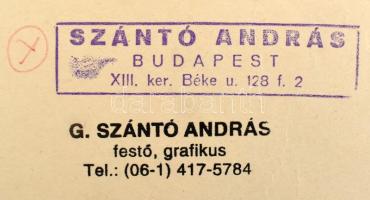 SZÁNTÓ ANDRÁS
BUDAPEST
XIII. ker. Béke u. 128 f. 2
G. SZÁNTÓ ANDRÁS
festő, grafikus
Tel.: (06-1) 417-5784